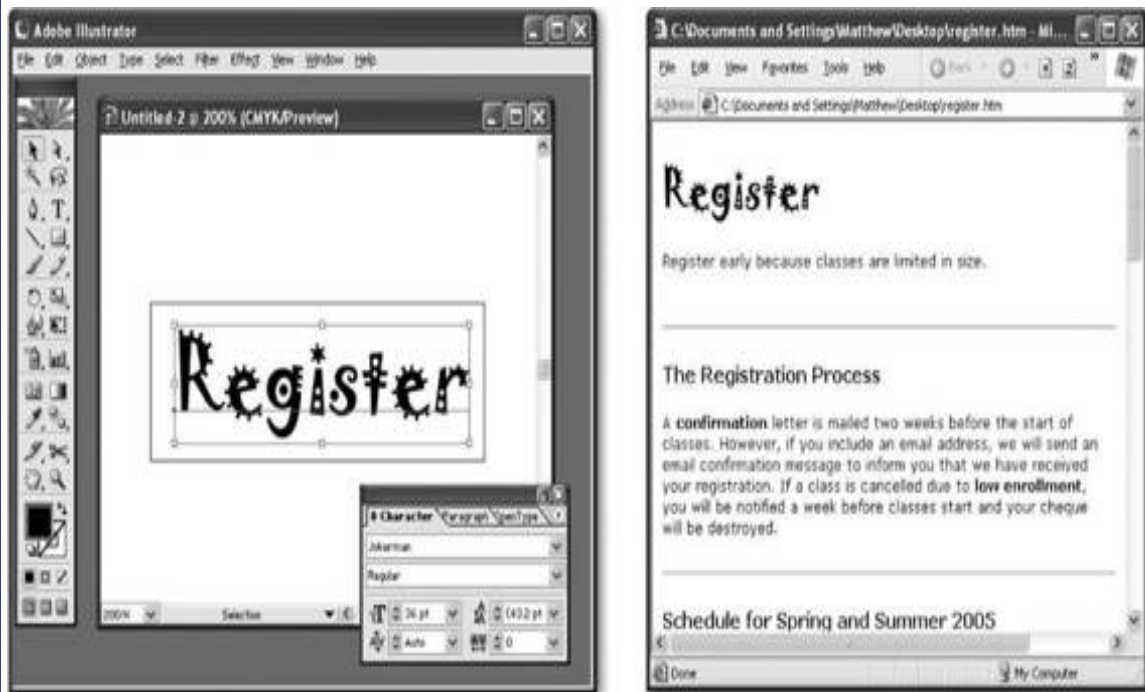 Adobe Illustrator
File Edit Object Type Select Filter Effect View Window Help
Untitled-2 @ 200% (CMYK/Preview)
Register
Character Paragraph OpenType
Jokerman
Regular
36 pt (43.2 pt
Auto 0
200% Selection
C:\Documents and Settings\Matthew\Desktop\register.htm - Mi...
File Edit View Favorites Tools Help Back »
Address C:\Documents and Settings\Matthew\Desktop\register.htm
Register
Register early because classes are limited in size.
The Registration Process
A confirmation letter is mailed two weeks before the start of
classes. However, if you include an email address, we will send an
email confirmation message to inform you that we have received
your registration. If a class is cancelled due to low enrollment,
you will be notified a week before classes start and your cheque
will be destroyed.
Schedule for Spring and Summer 2005
Done My Computer